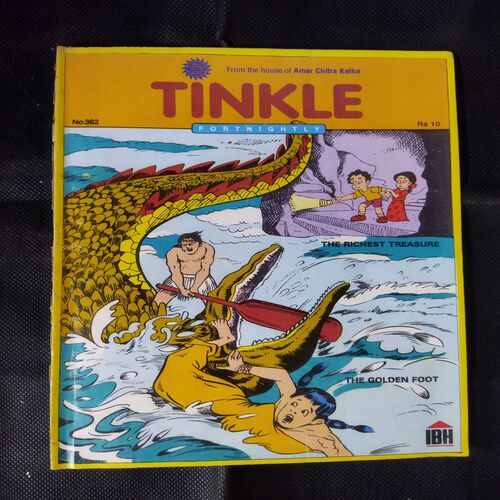 From the house of Amar Chitra Katha
TINKLE
No.362
FORTNIGHTLY
Rs 10
THE RICHEST TREASURE
THE GOLDEN FOOT
IBH